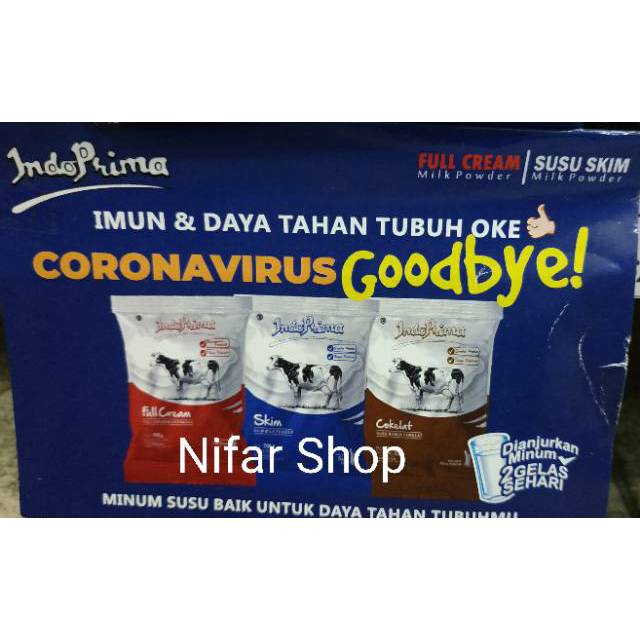 IndoPrima
FULL CREAM
Milk Powder
SUSU SKIM
Milk Powder
IMUN & DAYA TAHAN TUBUH OKE
CORONAVIRUS Goodbye!
IndoPrima
IndoPrima
IndoPrima
Full Cream
Skim
Cokelat
Nifar Shop
Dianjurkan
Minum
2 GELAS
SEHARI
MINUM SUSU BAIK UNTUK DAYA TAHAN TUBUHMU